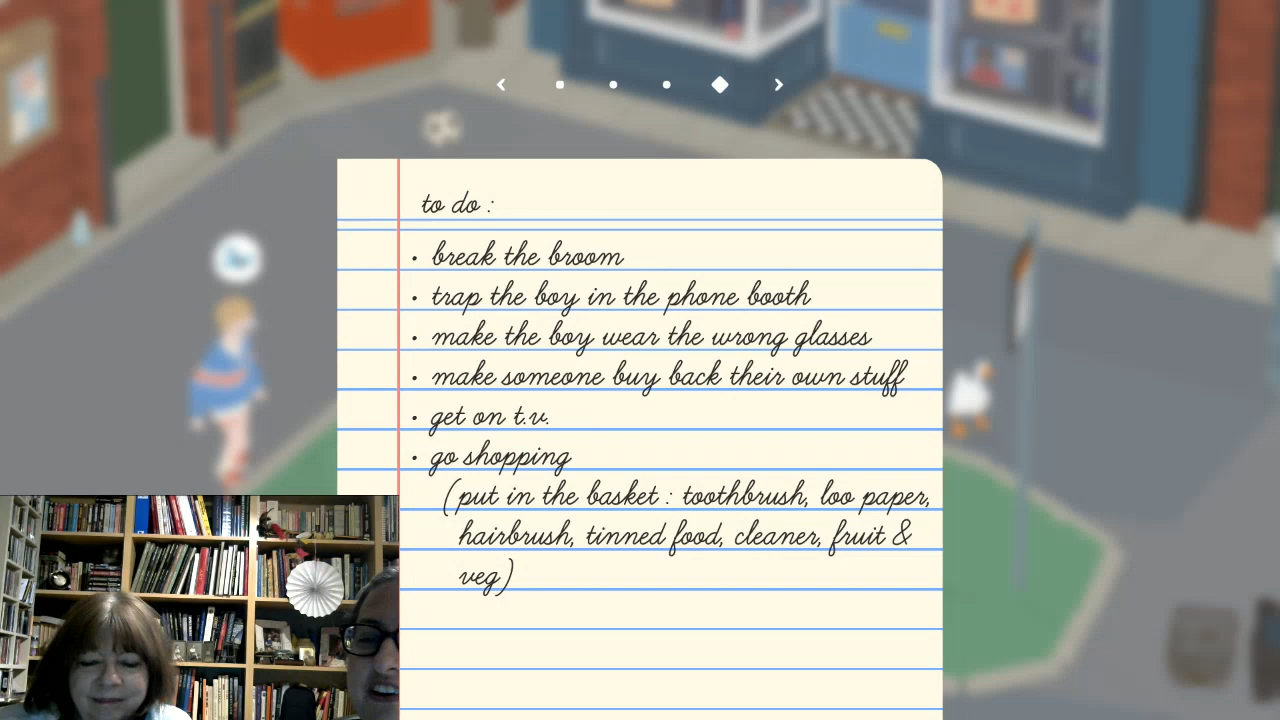 to do :
• break the broom
• trap the boy in the phone booth
• make the boy wear the wrong glasses
• make someone buy back their own stuff
• get on t.v.
• go shopping
(put in the basket : toothbrush, loo paper,
hairbrush, tinned food, cleaner, fruit &
veg)